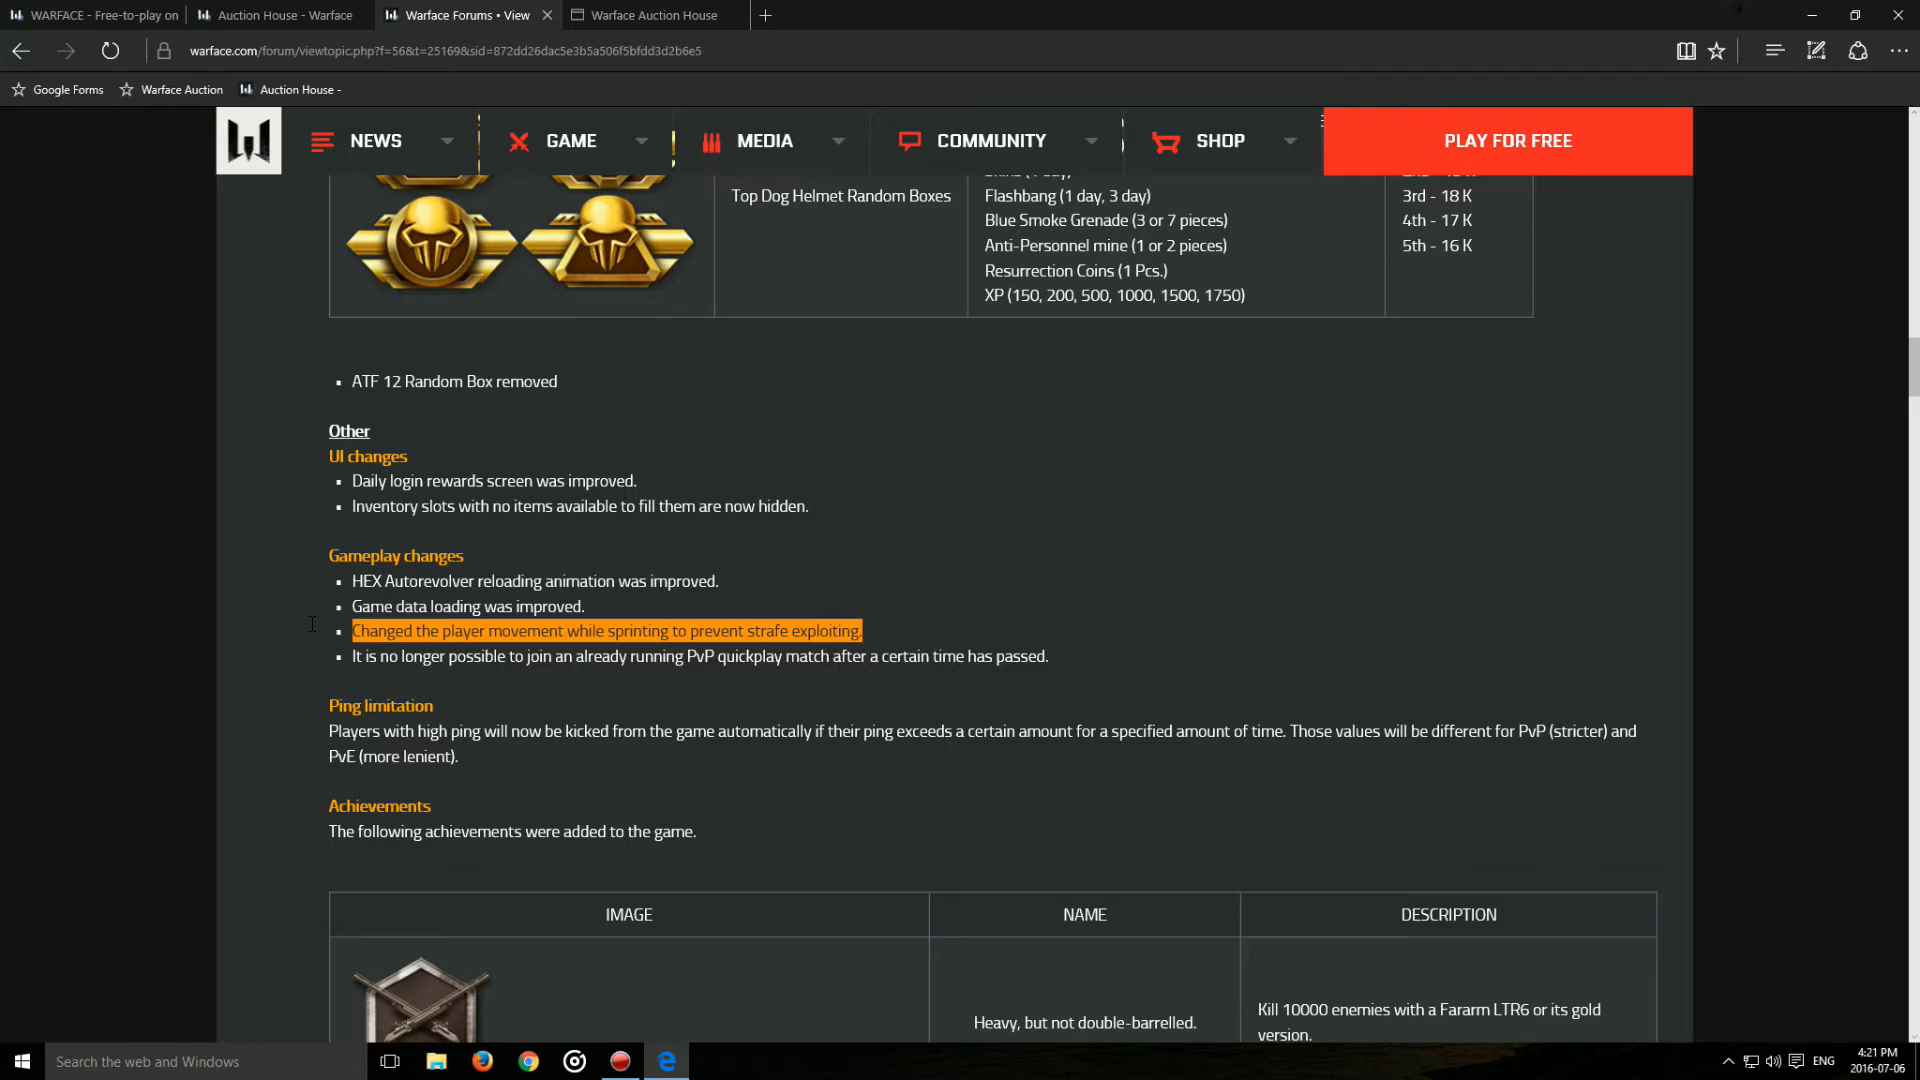 WARFACE - Free-to-play on
Auction House - Warface
Warface Forums • View
Warface Auction House
warface.com/forum/viewtopic.php?f=56&t=25169&sid=872dd26dac5e3b5a506f5bfdd3d2b6e5
Google Forms
Warface Auction
Auction House -
NEWS
GAME
MEDIA
COMMUNITY
SHOP
PLAY FOR FREE
Top Dog Helmet Random Boxes
Flashbang (1 day, 3 day)
Blue Smoke Grenade (3 or 7 pieces)
Anti-Personnel mine (1 or 2 pieces)
Resurrection Coins (1 Pcs.)
XP (150, 200, 500, 1000, 1500, 1750)
3rd - 18 K
4th - 17 K
5th - 16 K
▪ ATF 12 Random Box removed
Other
UI changes
▪ Daily login rewards screen was improved.
▪ Inventory slots with no items available to fill them are now hidden.
Gameplay changes
▪ HEX Autorevolver reloading animation was improved.
▪ Game data loading was improved.
▪ Changed the player movement while sprinting to prevent strafe exploiting.
▪ It is no longer possible to join an already running PvP quickplay match after a certain time has passed.
Ping limitation
Players with high ping will now be kicked from the game automatically if their ping exceeds a certain amount for a specified amount of time. Those values will be different for PvP (stricter) and
PvE (more lenient).
Achievements
The following achievements were added to the game.
IMAGE
NAME
DESCRIPTION
Heavy, but not double-barrelled.
Kill 10000 enemies with a Fararm LTR6 or its gold
version.
Search the web and Windows
ENG
4:21 PM
2016-07-06